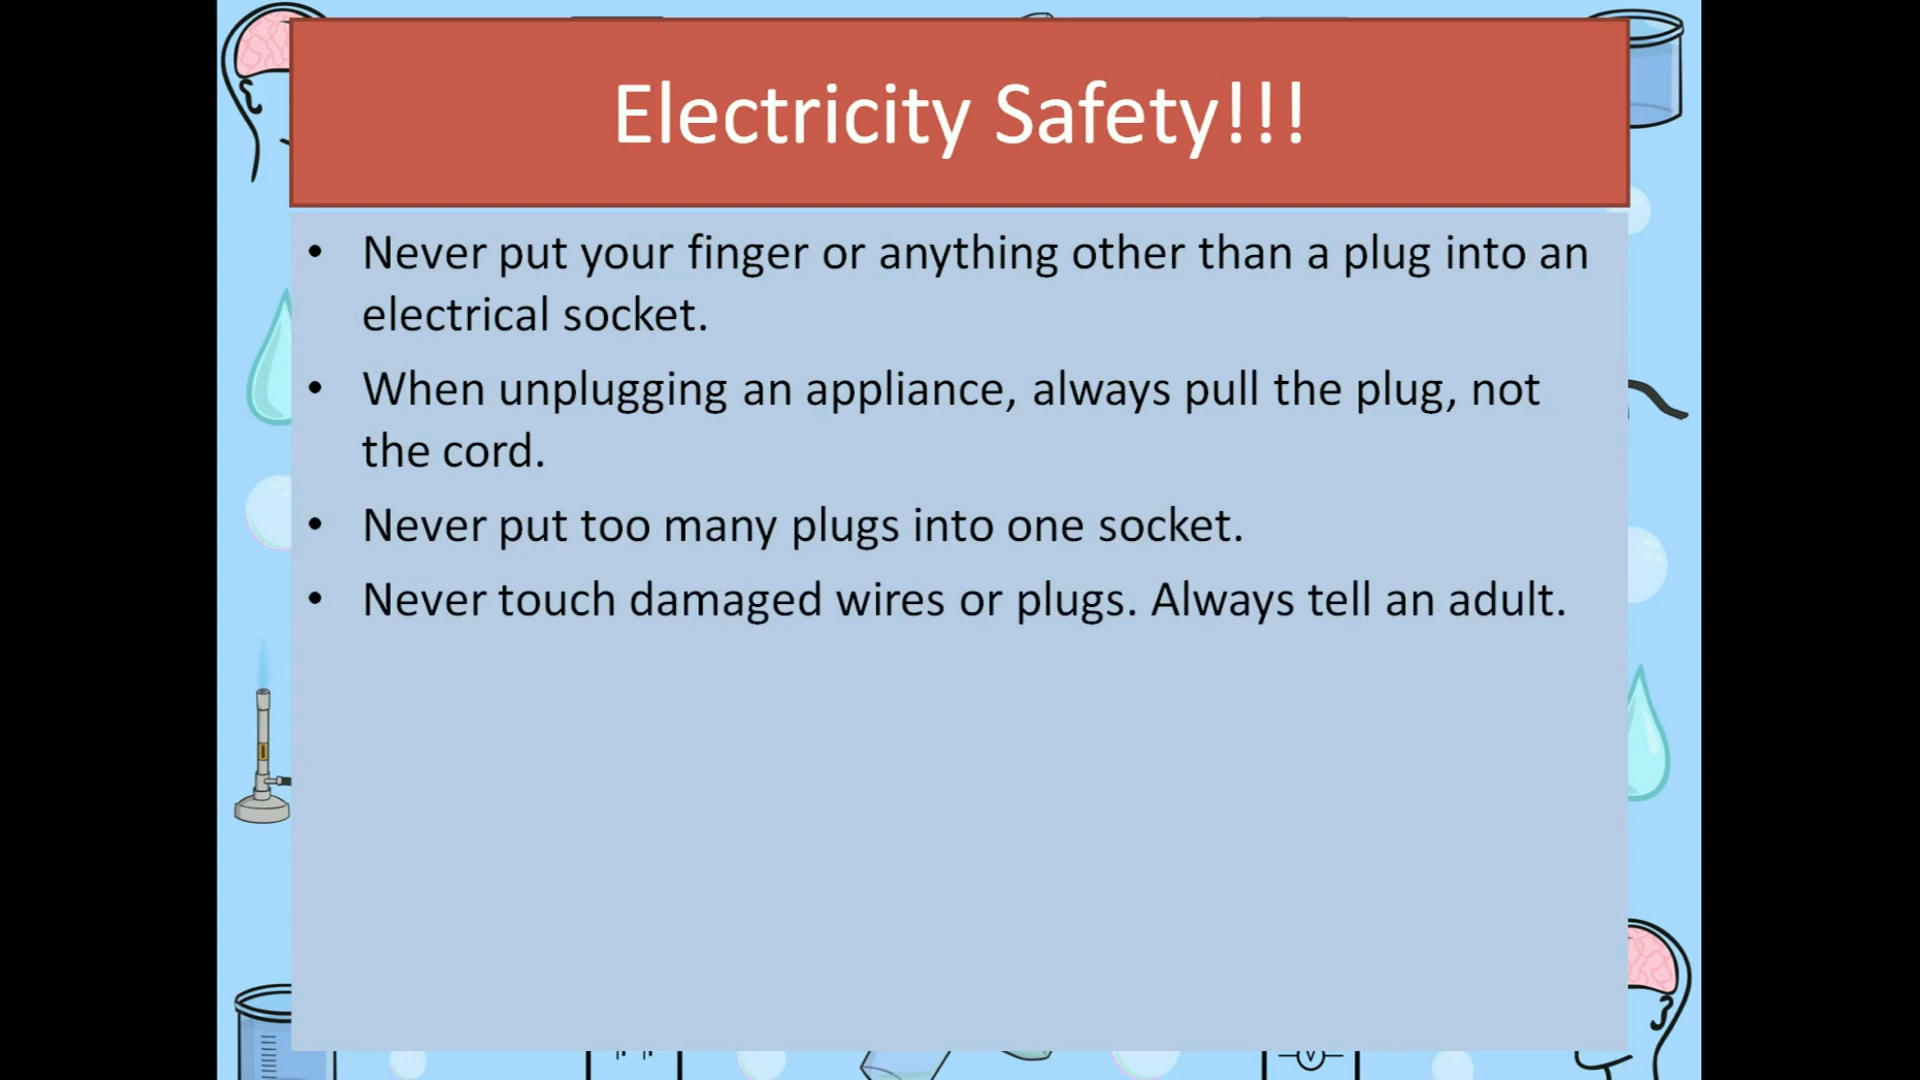 Electricity Safety!!!
• Never put your finger or anything other than a plug into an
electrical socket.
• When unplugging an appliance, always pull the plug, not
the cord.
• Never put too many plugs into one socket.
• Never touch damaged wires or plugs. Always tell an adult.
V